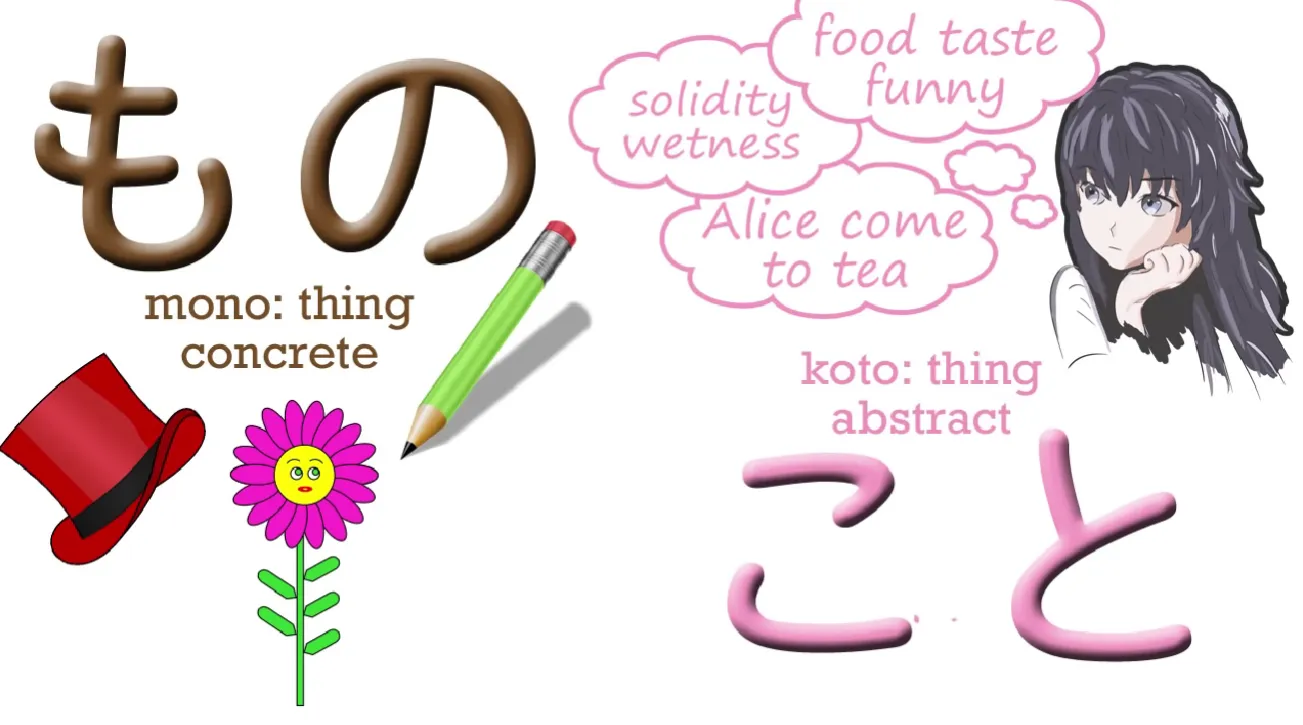 もの
mono: thing
concrete
food taste
funny
solidity
wetness
Alice come
to tea
koto: thing
abstract
こと